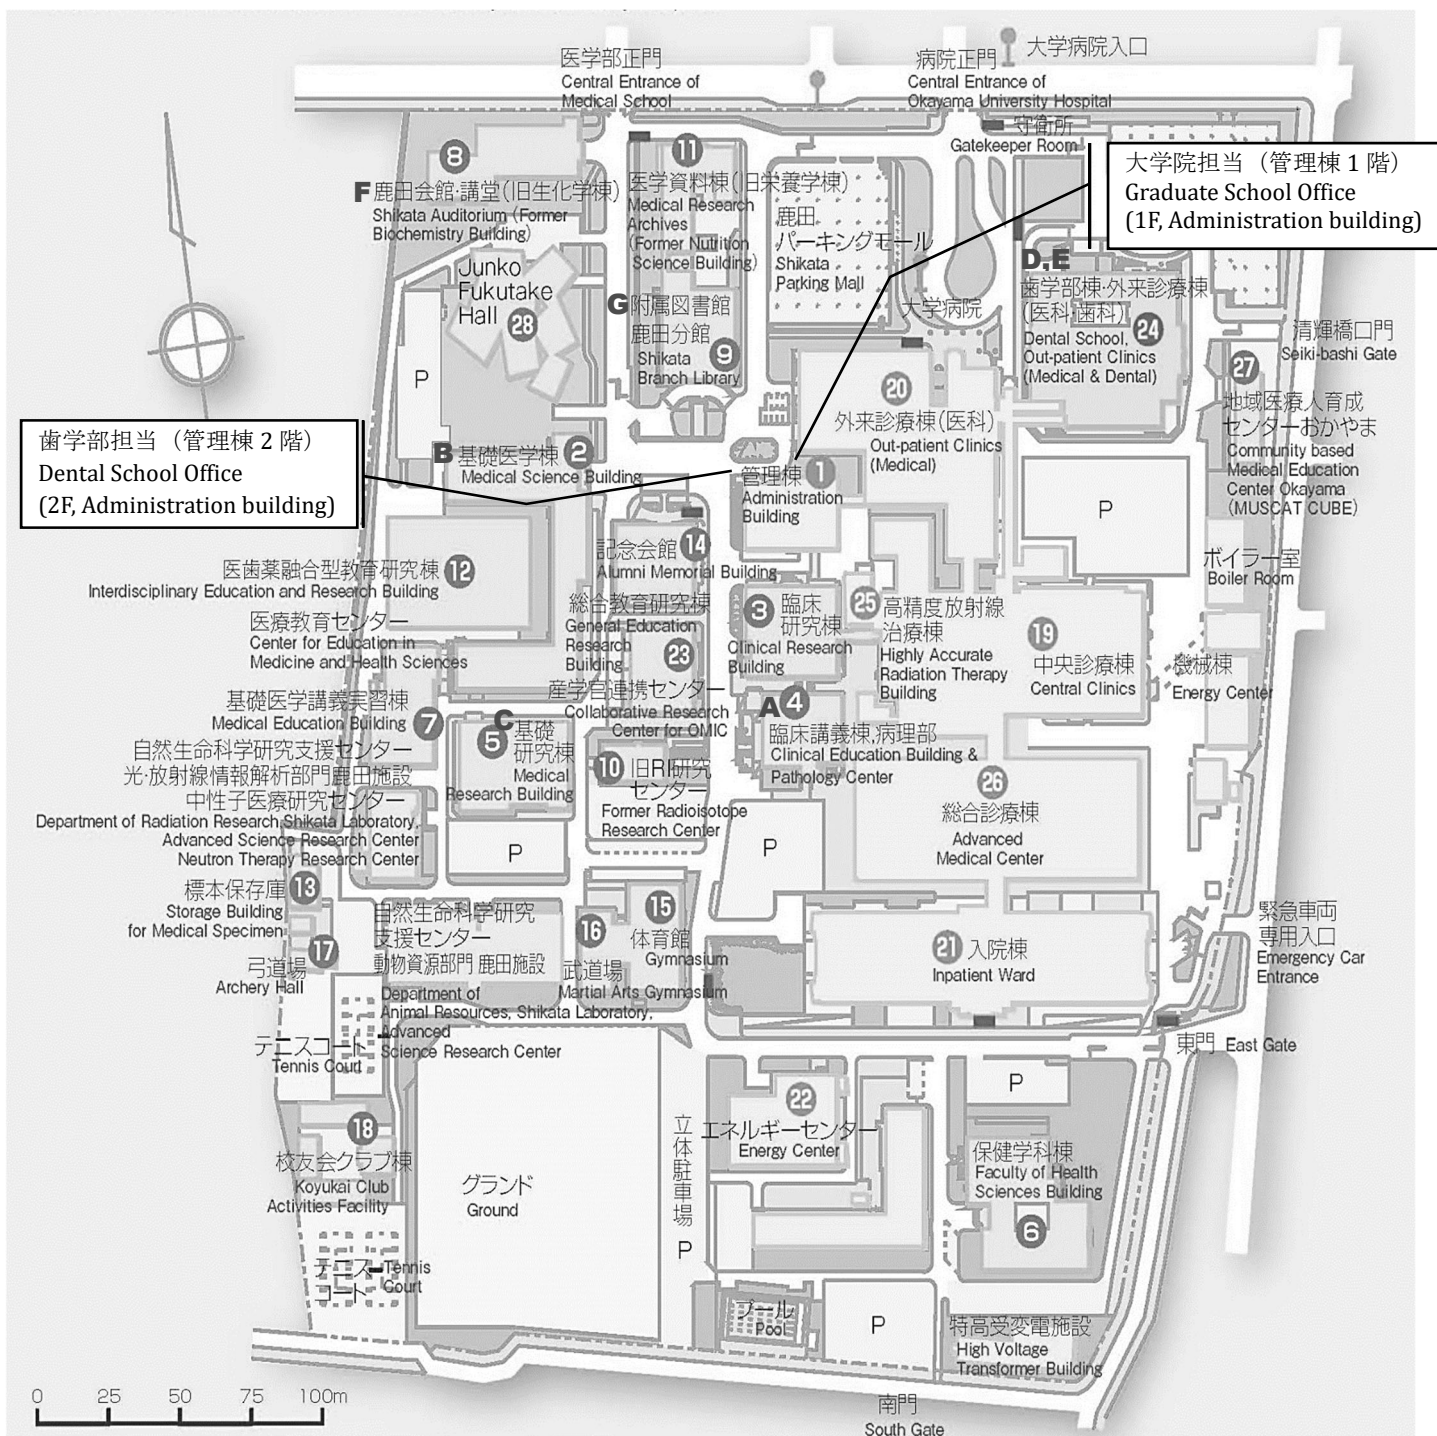 医学部正門
Central Entrance of
Medical School
病院正門
Central Entrance of
Okayama University Hospital
大学病院入口
守衛所
Gatekeeper Room
大学院担当（管理棟 1 階）
Graduate School Office
(1F, Administration building)
8
F 鹿田会館・講堂(旧生化学棟)
Shikata Auditorium (Former
Biochemistry Building)
11
医学資料棟(旧栄養学棟)
Medical Research
Archives
(Former Nutrition
Science Building)
鹿田
パーキングモール
Shikata
Parking Mall
大学病院
D,E
歯学部棟・外来診療棟
(医科・歯科)
24
Dental School,
Out-patient Clinics
(Medical & Dental)
清輝橋口門
Seiki-bashi Gate
Junko
Fukutake
Hall
28
P
G 附属図書館
鹿田分館
9
Shikata
Branch Library
20
外来診療棟(医科)
Out-patient Clinics
(Medical)
27
地域医療人育成
センターおかやま
Community based
Medical Education
Center Okayama
(MUSCAT CUBE)
歯学部担当（管理棟 2 階）
Dental School Office
(2F, Administration building)
B 基礎医学棟 2
Medical Science Building
管理棟 1
Administration
Building
P
12
医歯薬融合型教育研究棟
Interdisciplinary Education and Research Building
記念会館 14
Alumni Memorial Building
ボイラー室
Boiler Room
医療教育センター
Center for Education in
Medicine and Health Sciences
総合教育研究棟
General Education
Research
Building
23
3 臨床
研究棟
Clinical Research
Building
25 高精度放射線
治療棟
Highly Accurate
Radiation Therapy
Building
19
中央診療棟
Central Clinics
機械棟
Energy Center
基礎医学講義実習棟
Medical Education Building
7
産学官連携センター
Collaborative Research
Center for OMIC
A 4
臨床講義棟,病理部
Clinical Education Building &
Pathology Center
C
5 基礎
研究棟
Medical
Research Building
10 旧RI研究
センター
Former Radioisotope
Research Center
自然生命科学研究支援センター
光・放射線情報解析部門鹿田施設
中性子医療研究センター
Department of Radiation Research Shikata Laboratory,
Advanced Science Research Center
Neutron Therapy Research Center
P
P
26
総合診療棟
Advanced
Medical Center
13
標本保存庫
Storage Building
for Medical Specimen
17
弓道場
Archery Hall
自然生命科学研究
支援センター
動物資源部門 鹿田施設
Department of
Animal Resources, Shikata Laboratory,
Advanced
Science Research Center
15
体育館
Gymnasium
16
武道場
Martial Arts Gymnasium
21 入院棟
Inpatient Ward
緊急車両
専用入口
Emergency Car
Entrance
テニスコート
Tennis Court
東門 East Gate
P
18
校友会クラブ棟
Koyukai Club
Activities Facility
グランド
Ground
立体駐車場
P
22
エネルギーセンター
Energy Center
保健学科棟
Faculty of Health
Sciences Building
6
テニス
コート
Tennis
Court
プール
Pool
P
特高受変電施設
High Voltage
Transformer Building
南門
South Gate
0 25 50 75 100m